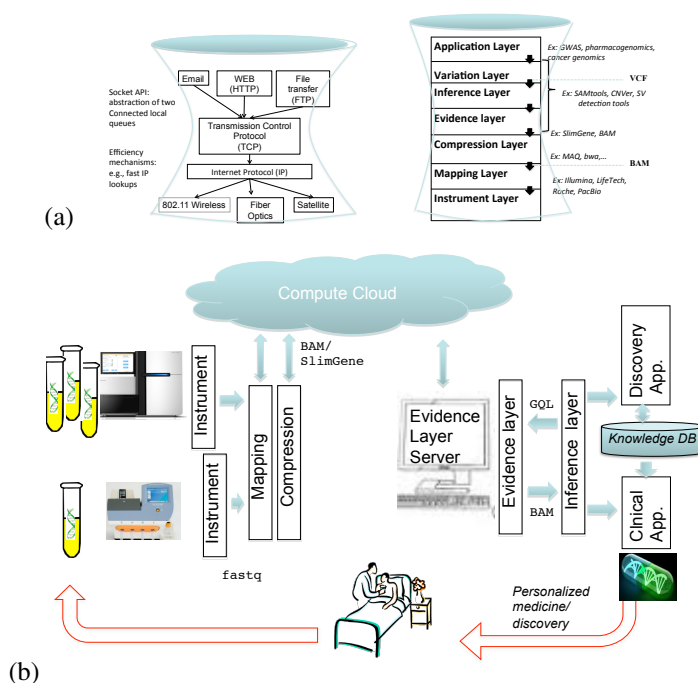 Email
WEB
(HTTP)
File
transfer
(FTP)
Socket API:
abstraction of two
Connected local
queues
Transmission Control
Protocol
(TCP)
Efficiency
mechanisms:
e.g., fast IP
lookups
Internet Protocol (IP)
802.11 Wireless
Fiber
Optics
Satellite
(a)
Application Layer
Variation Layer
Inference Layer
Evidence layer
Compression Layer
Mapping Layer
Instrument Layer
Ex: GWAS, pharmacogenomics,
cancer genomics
VCF
Ex: SAMtools, CNVer, SV
detection tools
Ex: SlimGene, BAM
Ex: MAQ, bwa,...
BAM
Ex: Illumina, LifeTech,
Roche, PacBio
Compute Cloud
BAM/
SlimGene
Instrument
Instrument
Mapping
Compression
fastq
Evidence
Layer
Server
Evidence layer
GQL
BAM
Inference layer
Discovery
App.
Knowledge DB
Clnical
App.
Personalized
medicine/
discovery
(b)